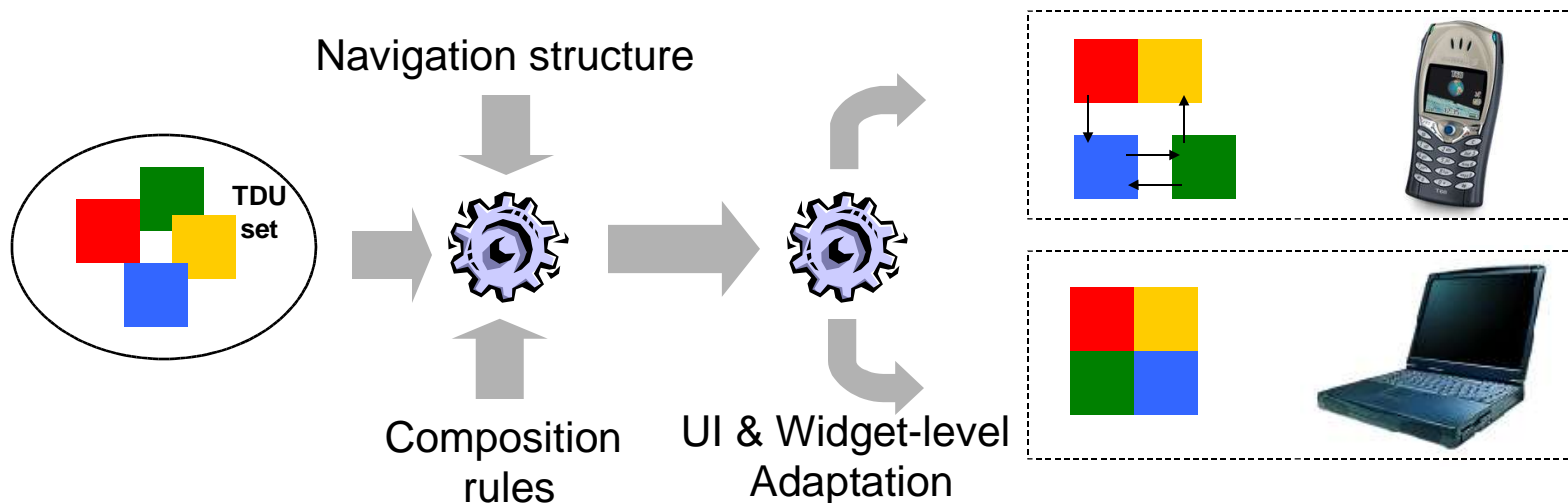 Navigation structure
TDU
set
Composition
rules
UI & Widget-level
Adaptation